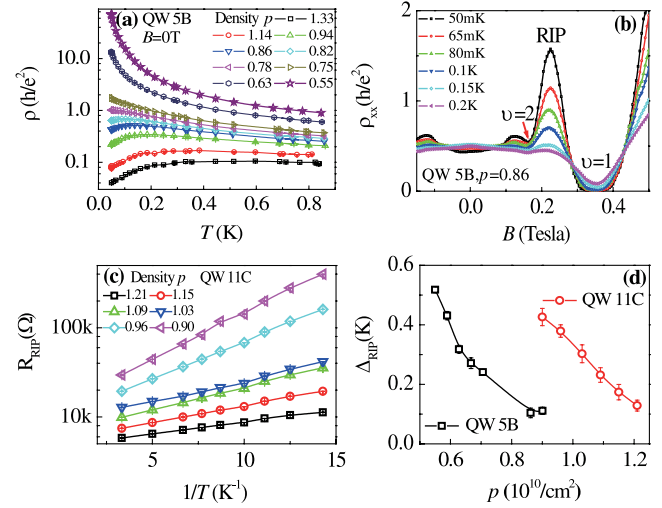 (a) QW 5B
B=0T
Density p
1.33
1.14
0.94
0.86
0.82
0.78
0.75
0.63
0.55
10.0
1.0
0.1
ρ (h/e²)
0.0 0.2 0.4 0.6 0.8
T (K)
(b)
50mK
65mK
80mK
0.1K
0.15K
0.2K
RIP
υ=2
υ=1
QW 5B,p=0.86
2
1
0
ρxx (h/e²)
0.0 0.2 0.4
B (Tesla)
(c) Density p QW 11C
1.21 1.15
1.09 1.03
0.96 0.90
100k
10k
R_RIP(Ω)
5 10 15
1/T (K⁻¹)
(d)
QW 11C
QW 5B
0.6
0.4
0.2
0.0
Δ_RIP(K)
0.6 0.8 1.0 1.2
p (10¹⁰/cm²)